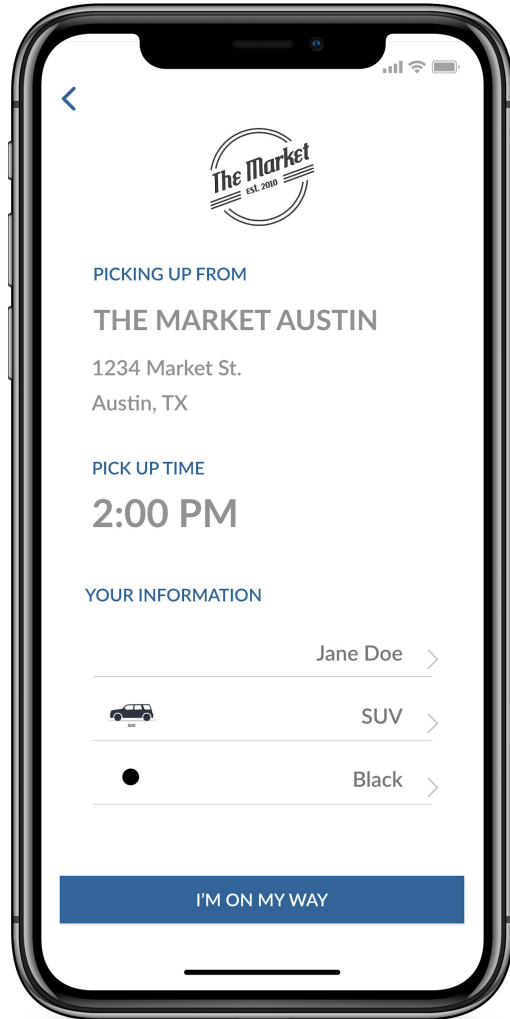 The Market
EST. 2010
PICKING UP FROM
THE MARKET AUSTIN
1234 Market St.
Austin, TX
PICK UP TIME
2:00 PM
YOUR INFORMATION
Jane Doe
SUV
SUV
Black
I'M ON MY WAY